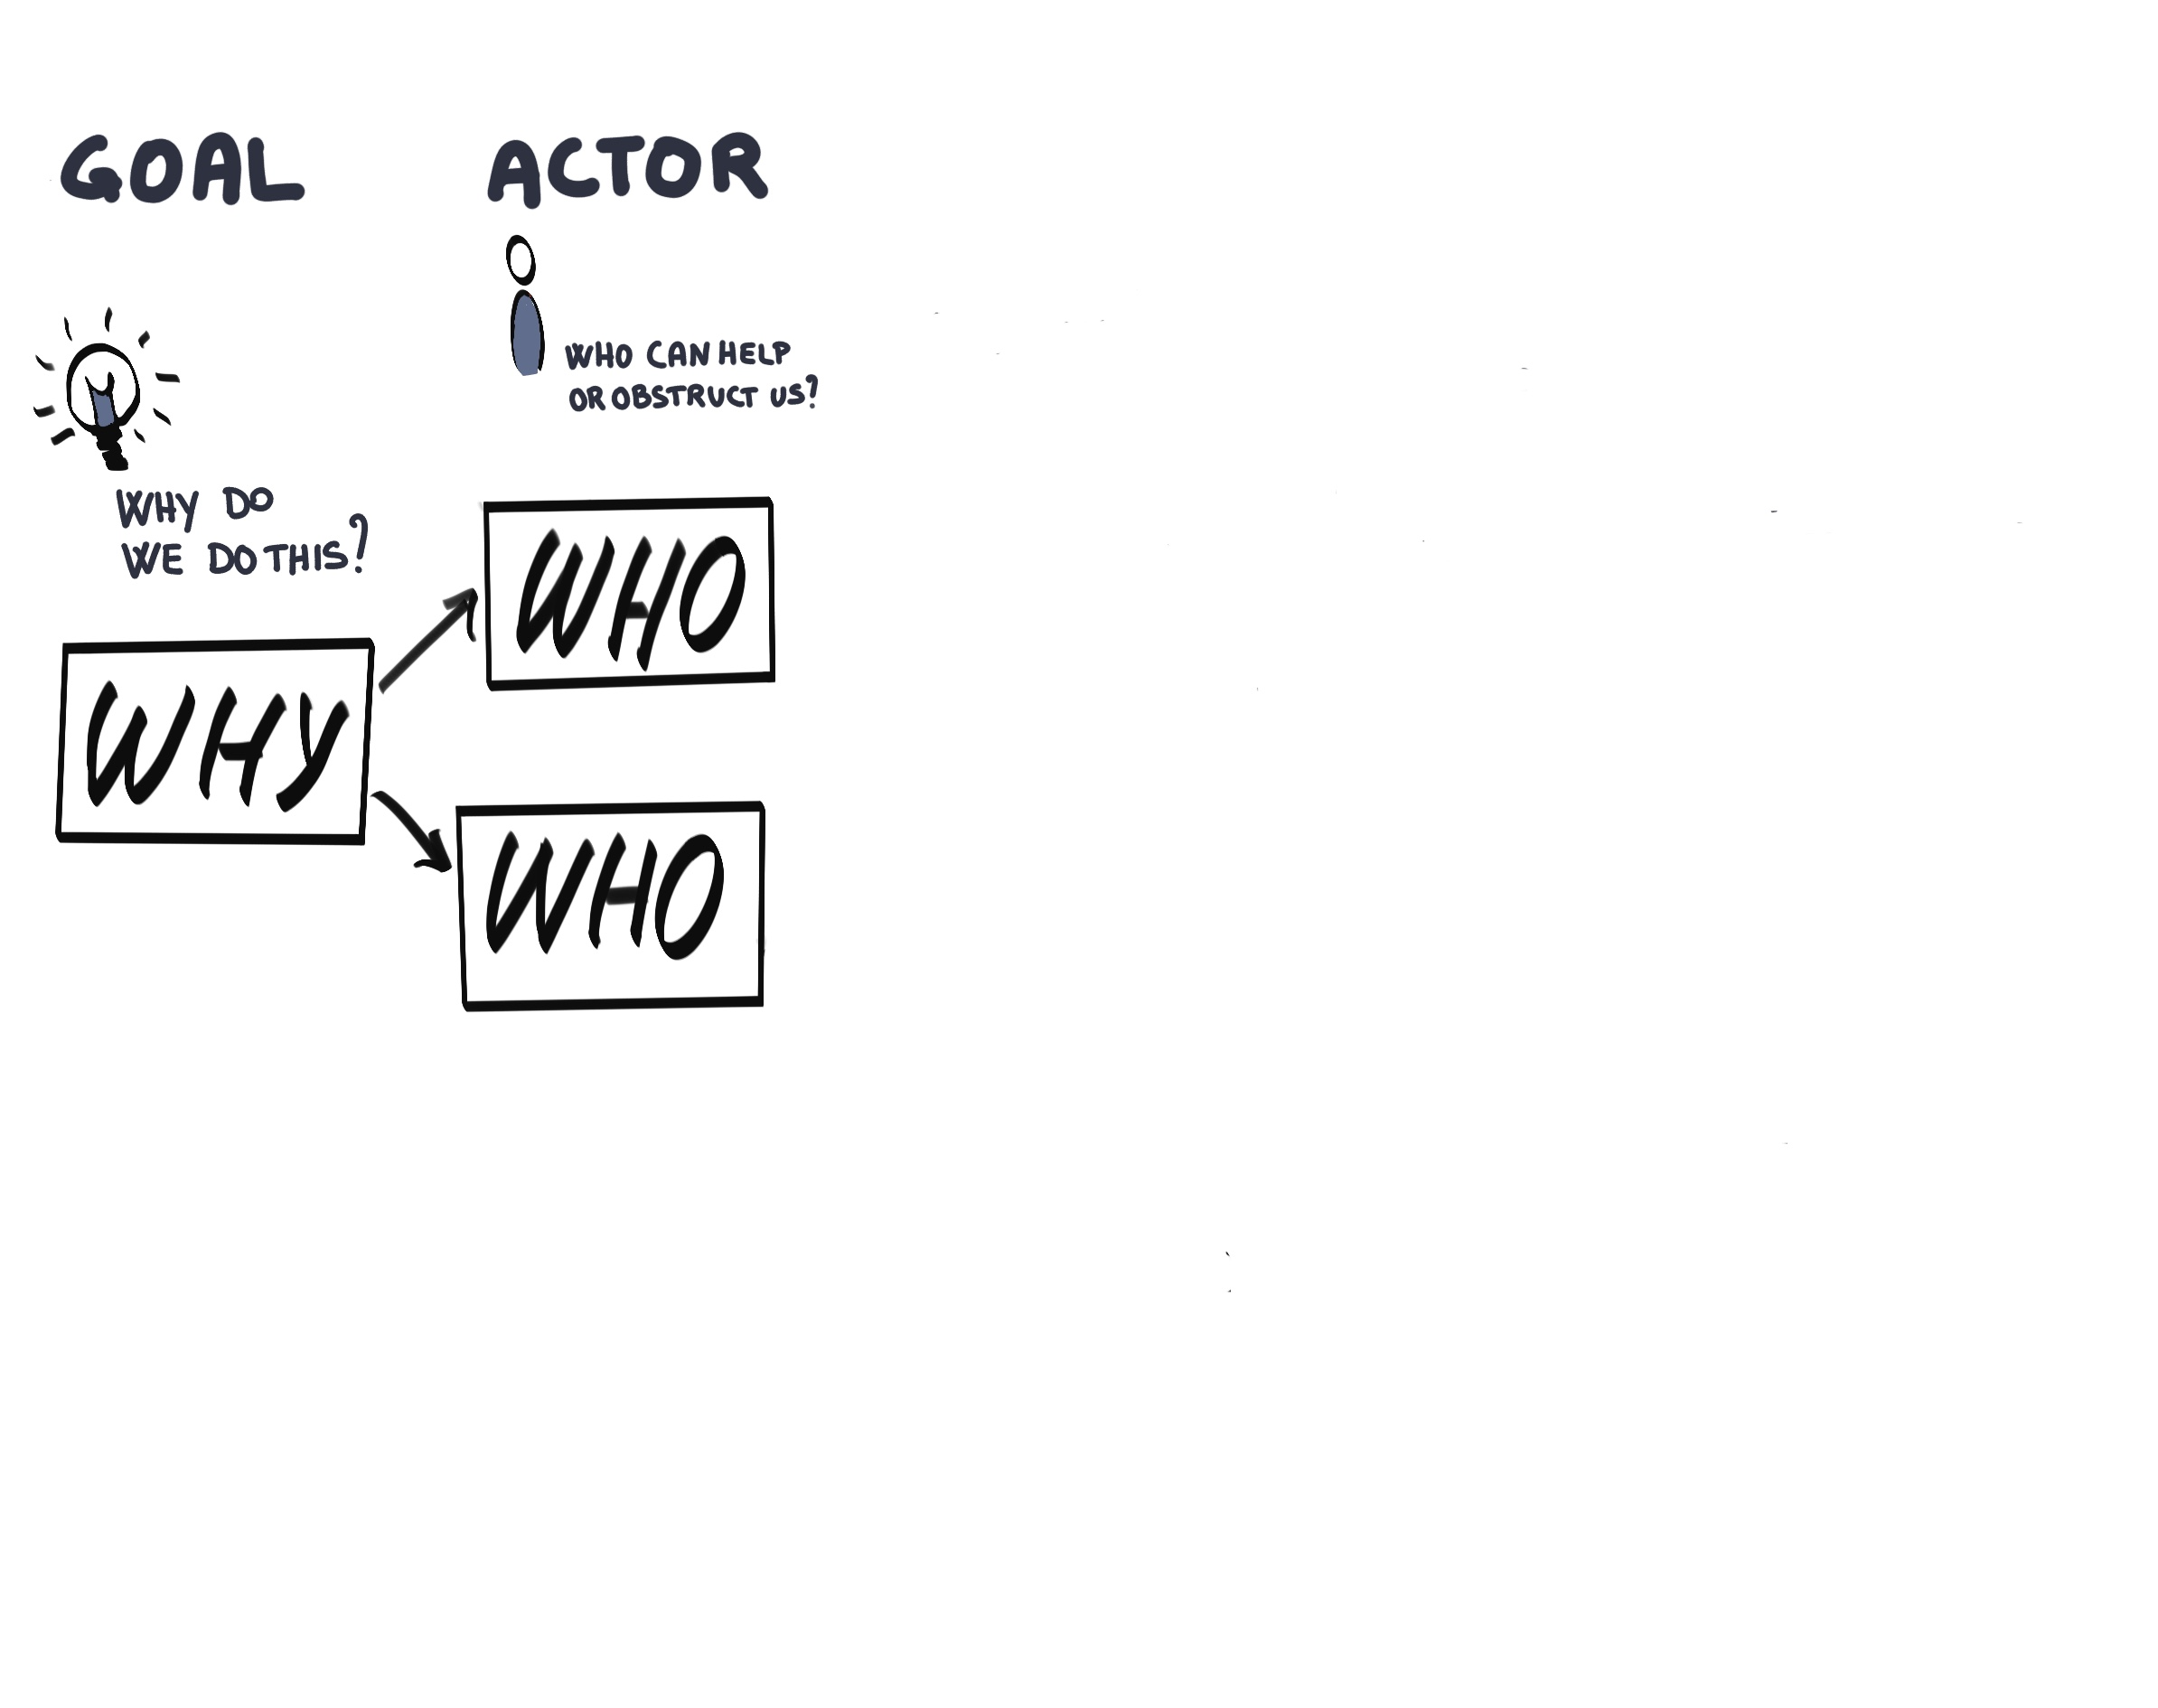 GOAL
ACTOR
WHO CAN HELP
OR OBSTRUCT US?
WHY DO
WE DO THIS?
WHO
WHY
WHO